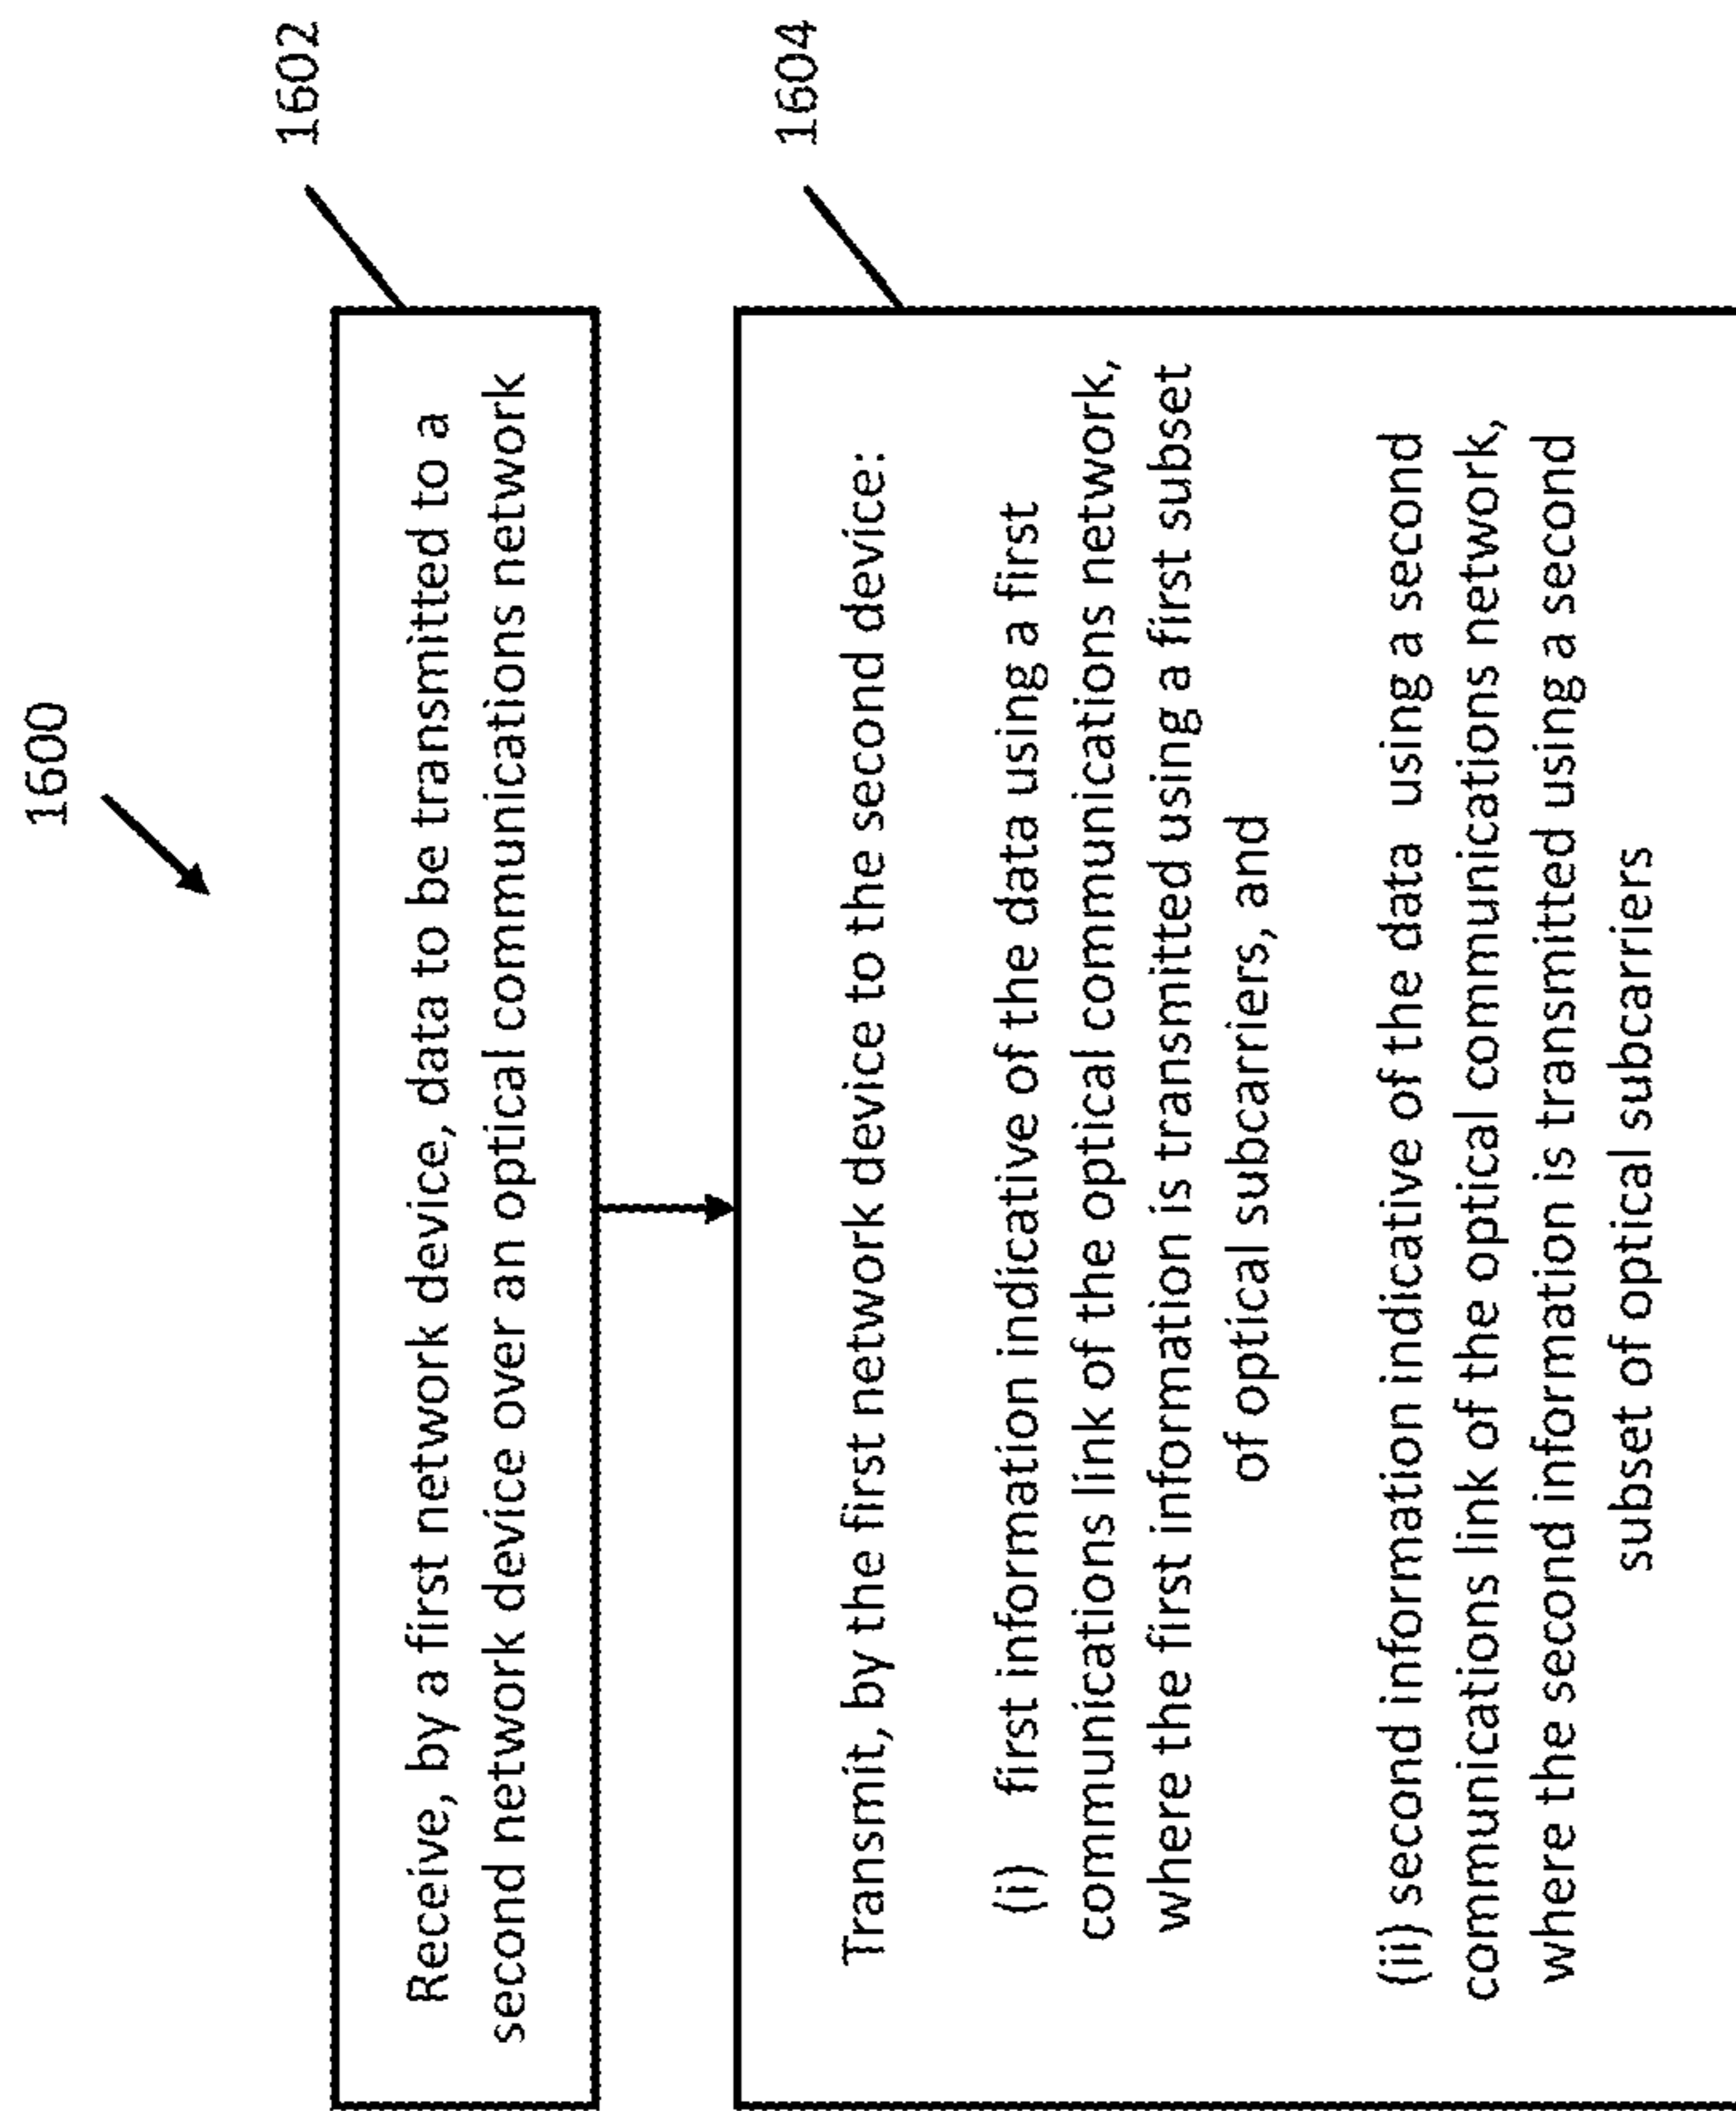 1600
1602
Receive, by a first network device, data to be transmitted to a
second network device over an optical communications network
1604
Transmit, by the first network device to the second device:
(i) first information indicative of the data using a first
communications link of the optical communications network,
where the first information is transmitted using a first subset
of optical subcarriers, and
(ii) second information indicative of the data using a second
communications link of the optical communications network,
where the second information is transmitted using a second
subset of optical subcarriers